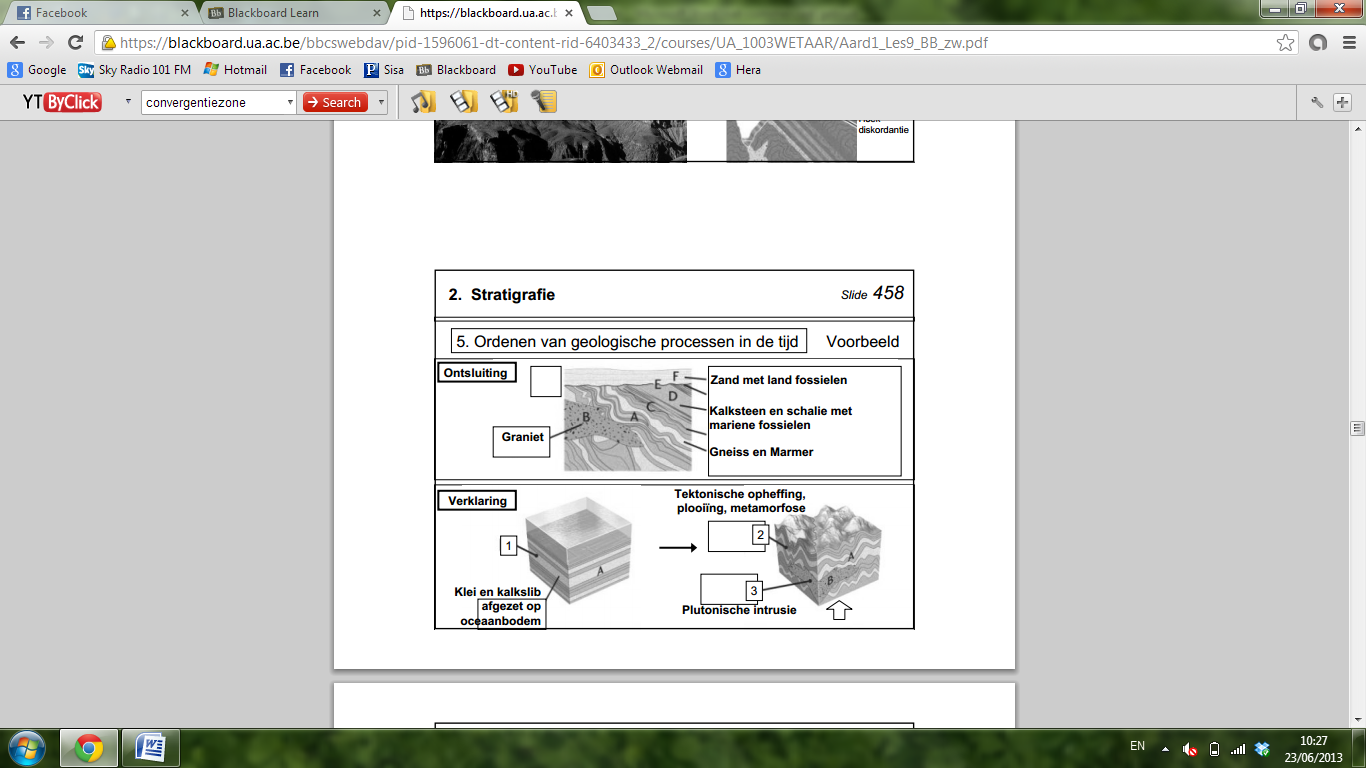 Facebook
Blackboard Learn
https://blackboard.ua.ac.b
https://blackboard.ua.ac.be/bbcswebdav/pid-1596061-dt-content-rid-6403433_2/courses/UA_1003WETAAR/Aard1_Les9_BB_zw.pdf
Google Sky Radio 101 FM Hotmail Facebook Sisa Blackboard YouTube Outlook Webmail Hera
YT ByClick convergentiezone Search
diskordantie
2. Stratigrafie Slide 458
5. Ordenen van geologische processen in de tijd Voorbeeld
Ontsluiting
F
E
D
C
B A
Zand met land fossielen
Kalksteen en schalie met
mariene fossielen
Gneiss en Marmer
Graniet
Verklaring
1
A
Klei en kalkslib
afgezet op
oceaanbodem
Tektonische opheffing,
plooiïng, metamorfose
2
A
B
3
Plutonische intrusie
EN
10:27
23/06/2013